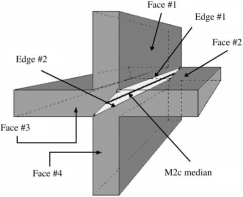 Face #1
Edge #1
Face #2
Edge #2
Face #3
Face #4
M2c median